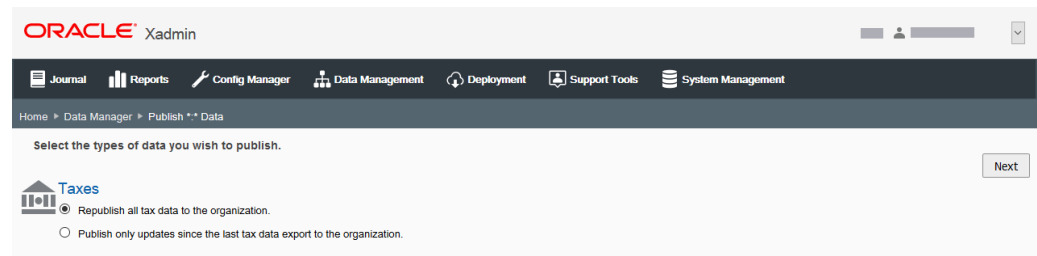 ORACLE® Xadmin
Journal Reports Config Manager Data Management Deployment Support Tools System Management
Home Data Manager Publish *:* Data
Select the types of data you wish to publish.
Next
Taxes
Republish all tax data to the organization.
Publish only updates since the last tax data export to the organization.